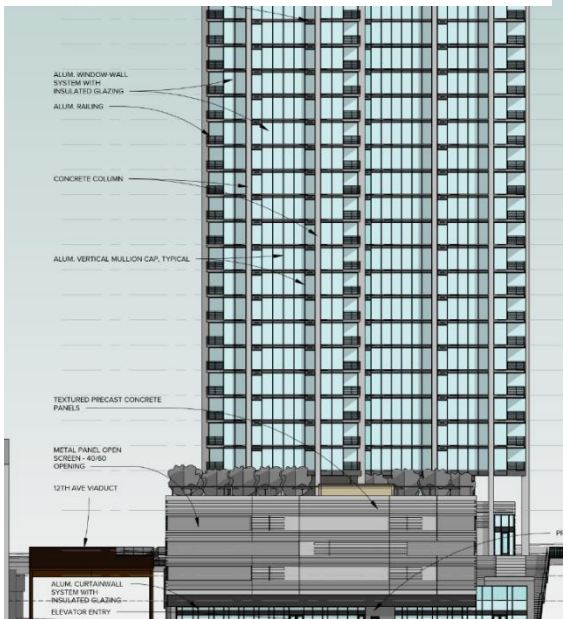 ALUM. WINDOW-WALL
SYSTEM WITH
INSULATED GLAZING
ALUM. RAILING
CONCRETE COLUMN
ALUM. VERTICAL MULLION CAP, TYPICAL
TEXTURED PRECAST CONCRETE
PANELS
METAL PANEL OPEN
SCREEN - 40/60
OPENING
12TH AVE VIADUCT
ALUM. CURTAINWALL
SYSTEM WITH
INSULATED GLAZING
ELEVATOR ENTRY